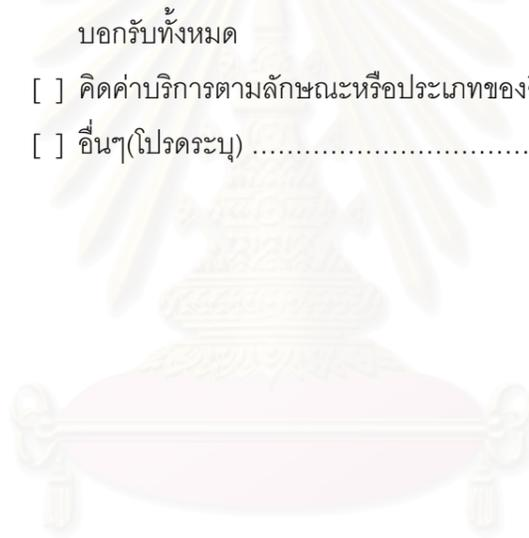 บอกรับทั้งหมด
[ ] คิดค่าบริการตามลักษณะหรือประเภทของ
[ ] อื่นๆ(โปรดระบุ) ................................